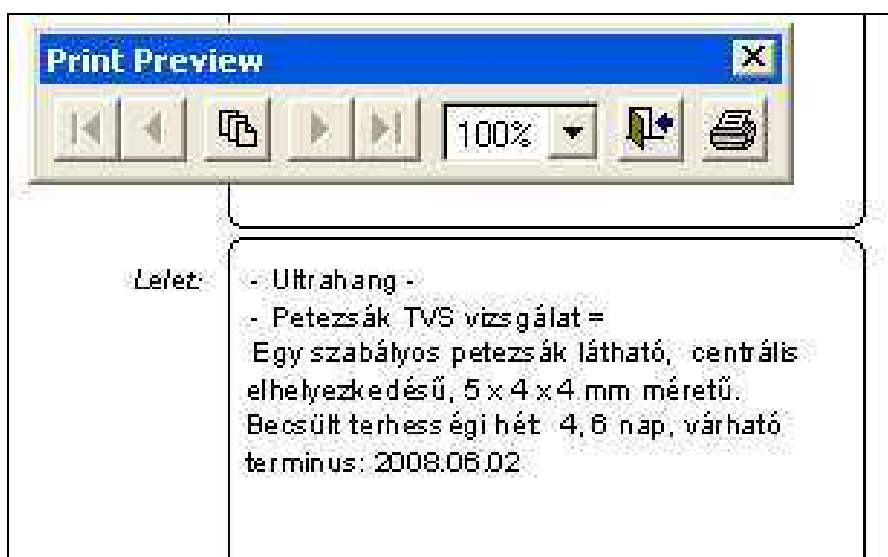 Print Preview
100%
Lelet:
- Ultrahang -
- Petezsák TVS vizsgálat =
Egy szabályos petezsák látható, centrális
elhelyezkedésű, 5 x 4 x 4 mm méretű.
Becsült terhességi hét 4, 6 nap, várható
terminus: 2008.06.02